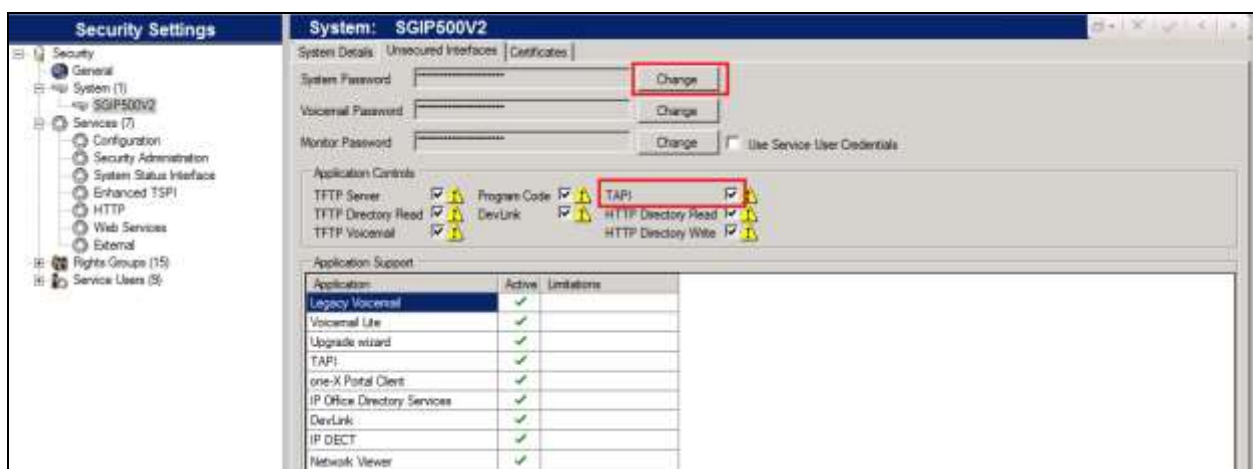 Security Settings
Security
General
System (1)
SGIP500V2
Services (7)
Configuration
Security Administration
System Status Interface
Enhanced TSPI
HTTP
Web Services
External
Rights Groups (15)
Service Users (9)
System: SGIP500V2
System Details Unsecured Interfaces Certificates
System Password Change
Voicemail Password Change
Monitor Password Change Use Service User Credentials
Application Controls
TFTP Server Program Code TAPI
TFTP Directory Read DevLink HTTP Directory Read
TFTP Voicemail HTTP Directory Write
Application Support
Application Active Limitations
Legacy Voicemail
Voicemail Lite
Upgrade wizard
TAPI
one-X Portal Client
IP Office Directory Services
DevLink
IP DECT
Network Viewer